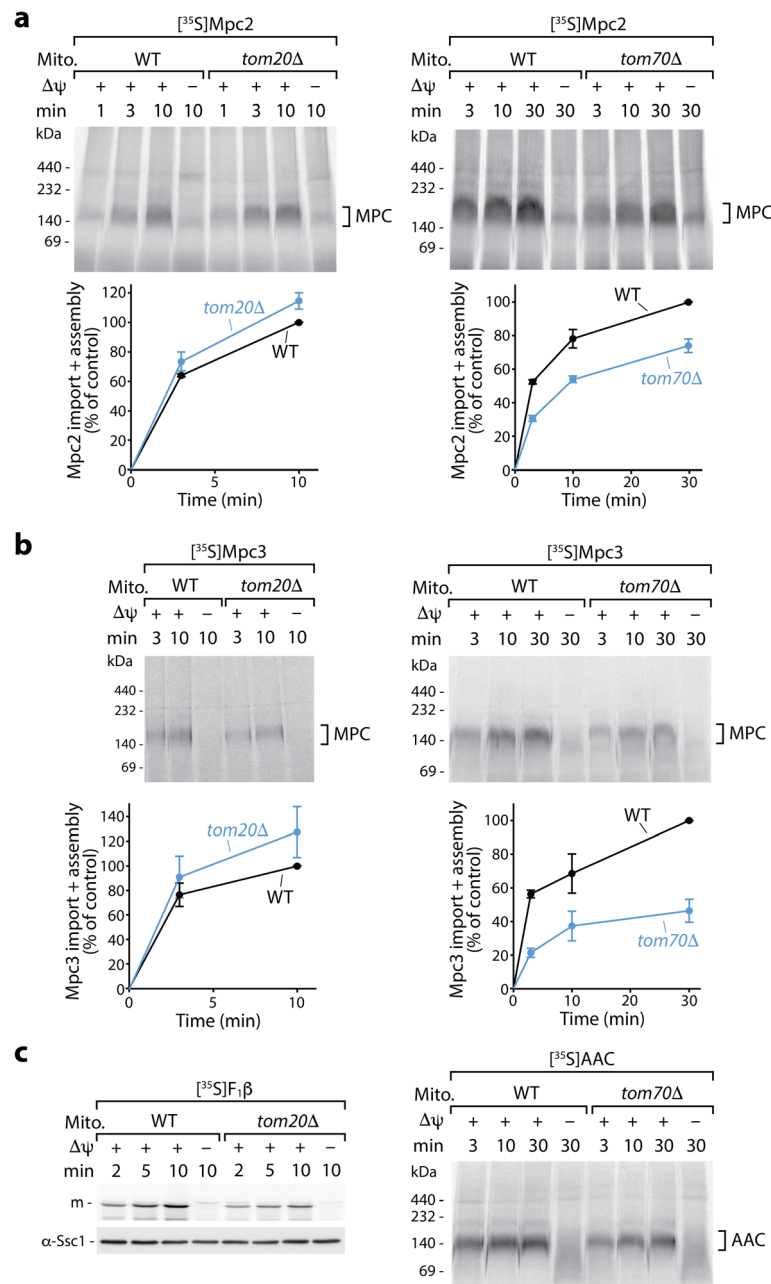 a
[³⁵S]Mpc2
Mito. WT tom20Δ
Δψ + + + − + + + −
min 1 3 10 10 1 3 10 10
kDa
440 -
232 -
140 -
69 -
MPC
120
100
80
60
40
20
0
Mpc2 import + assembly
(% of control)
tom20Δ
WT
0 5 10
Time (min)
[³⁵S]Mpc2
Mito. WT tom70Δ
Δψ + + + − + + + −
min 3 10 30 30 3 10 30 30
kDa
440 -
232 -
140 -
69 -
MPC
100
80
60
40
20
0
Mpc2 import + assembly
(% of control)
WT
tom70Δ
0 10 20 30
Time (min)
b
[³⁵S]Mpc3
Mito. WT tom20Δ
Δψ + + − + + −
min 3 10 10 3 10 10
kDa
440 -
232 -
140 -
69 -
MPC
140
120
100
80
60
40
20
0
Mpc3 import + assembly
(% of control)
tom20Δ
WT
0 5 10
Time (min)
[³⁵S]Mpc3
Mito. WT tom70Δ
Δψ + + + − + + + −
min 3 10 30 30 3 10 30 30
kDa
440 -
232 -
140 -
69 -
MPC
100
80
60
40
20
0
Mpc3 import + assembly
(% of control)
WT
tom70Δ
0 10 20 30
Time (min)
c
[³⁵S]F₁β
Mito. WT tom20Δ
Δψ + + + − + + + −
min 2 5 10 10 2 5 10 10
m -
α-Ssc1
[³⁵S]AAC
Mito. WT tom70Δ
Δψ + + + − + + + −
min 3 10 30 30 3 10 30 30
kDa
440 -
232 -
140 -
69 -
AAC